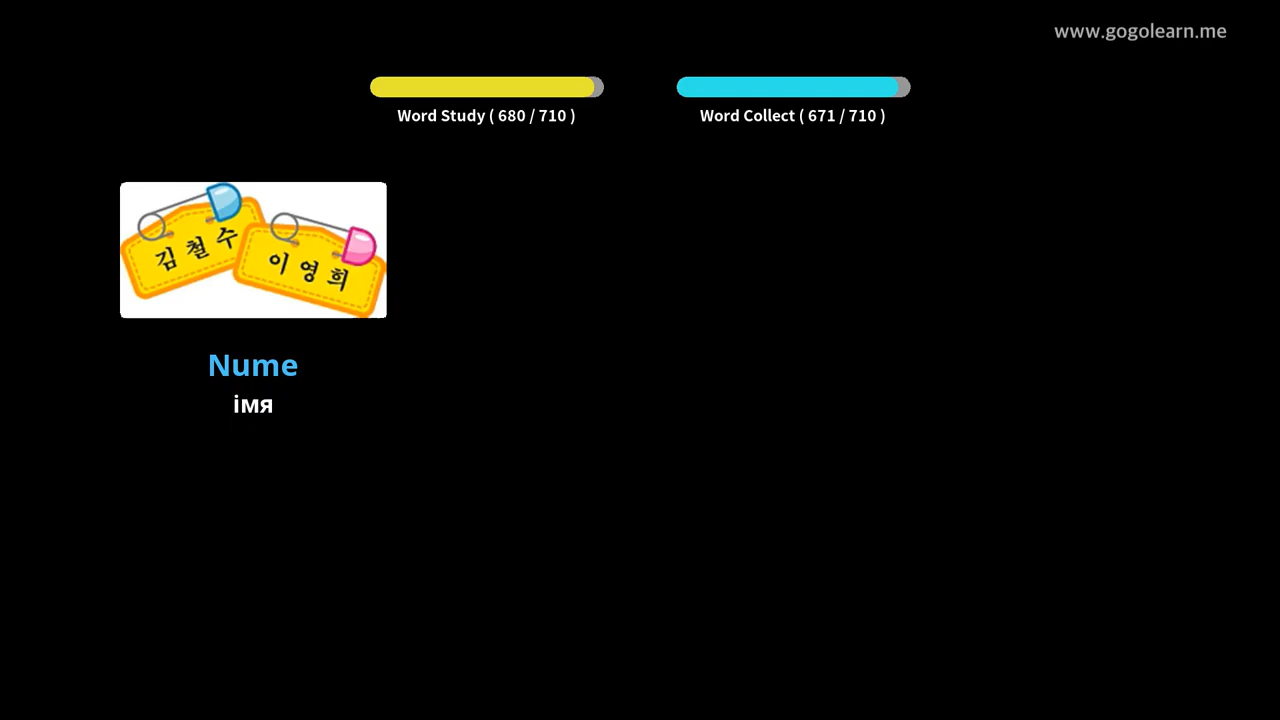 www.gogolearn.me
Word Study ( 680 / 710 )
Word Collect ( 671 / 710 )
김철수
이영희
Nume
імя